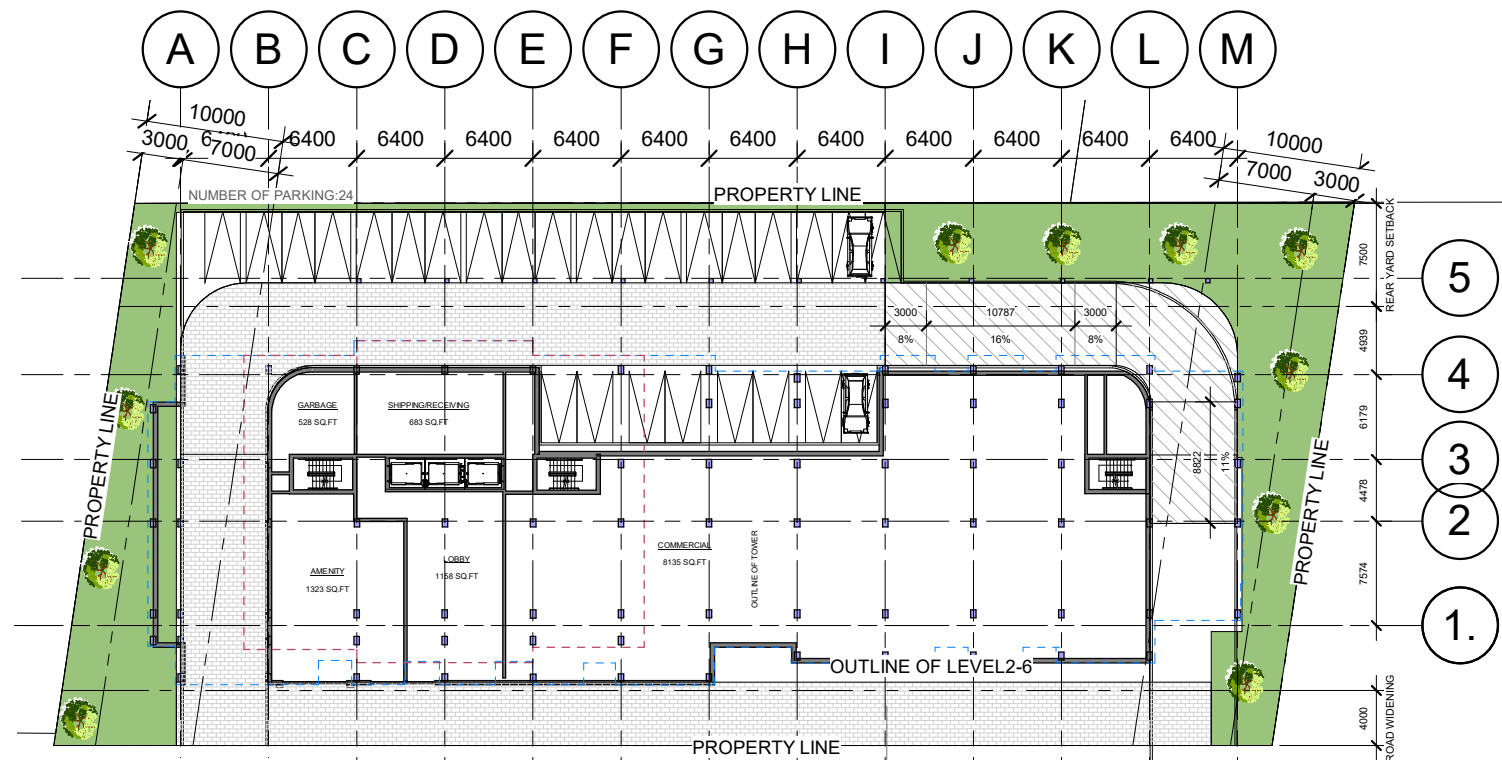 A B C D E F G H I J K L M
10000
3000
7000
6400 6400 6400 6400 6400 6400 6400 6400 6400 6400 6400
10000
7000
3000
NUMBER OF PARKING:24
PROPERTY LINE
REAR YARD SETBACK
7500
5
3000 10787 3000
8% 16% 8%
4939
4
GARBAGE
528 SQ.FT
SHIPPING/RECEIVING
683 SQ.FT
6179
PROPERTY LINE
8822
11%
3
4478
PROPERTY LINE
2
COMMERCIAL
8135 SQ.FT
OUTLINE OF TOWER
LOBBY
1158 SQ.FT
AMENITY
1323 SQ.FT
7574
1.
OUTLINE OF LEVEL2-6
4000
ROAD WIDENING
PROPERTY LINE